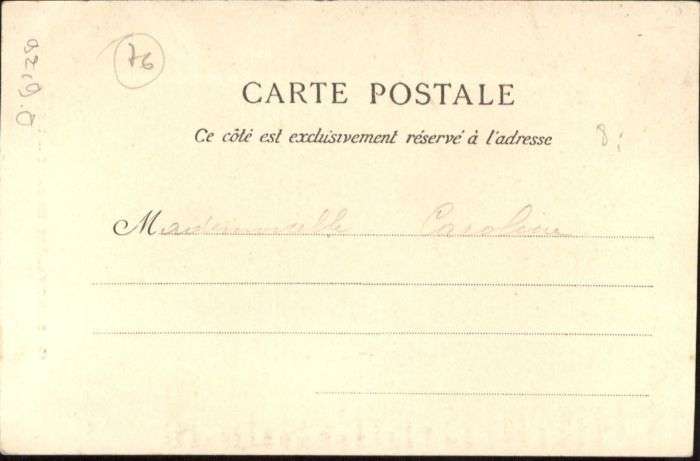 76
CARTE POSTALE
Ce côté est exclusivement réservé à l'adresse
Mademoiselle Caroline